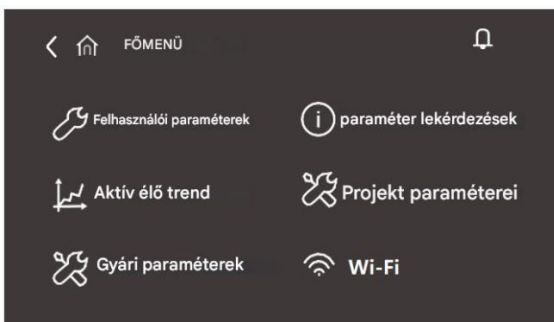 FŐMENÜ
Felhasználói paraméterek
paraméter lekérdezések
Aktív élő trend
Projekt paraméterei
Gyári paraméterek
Wi-Fi